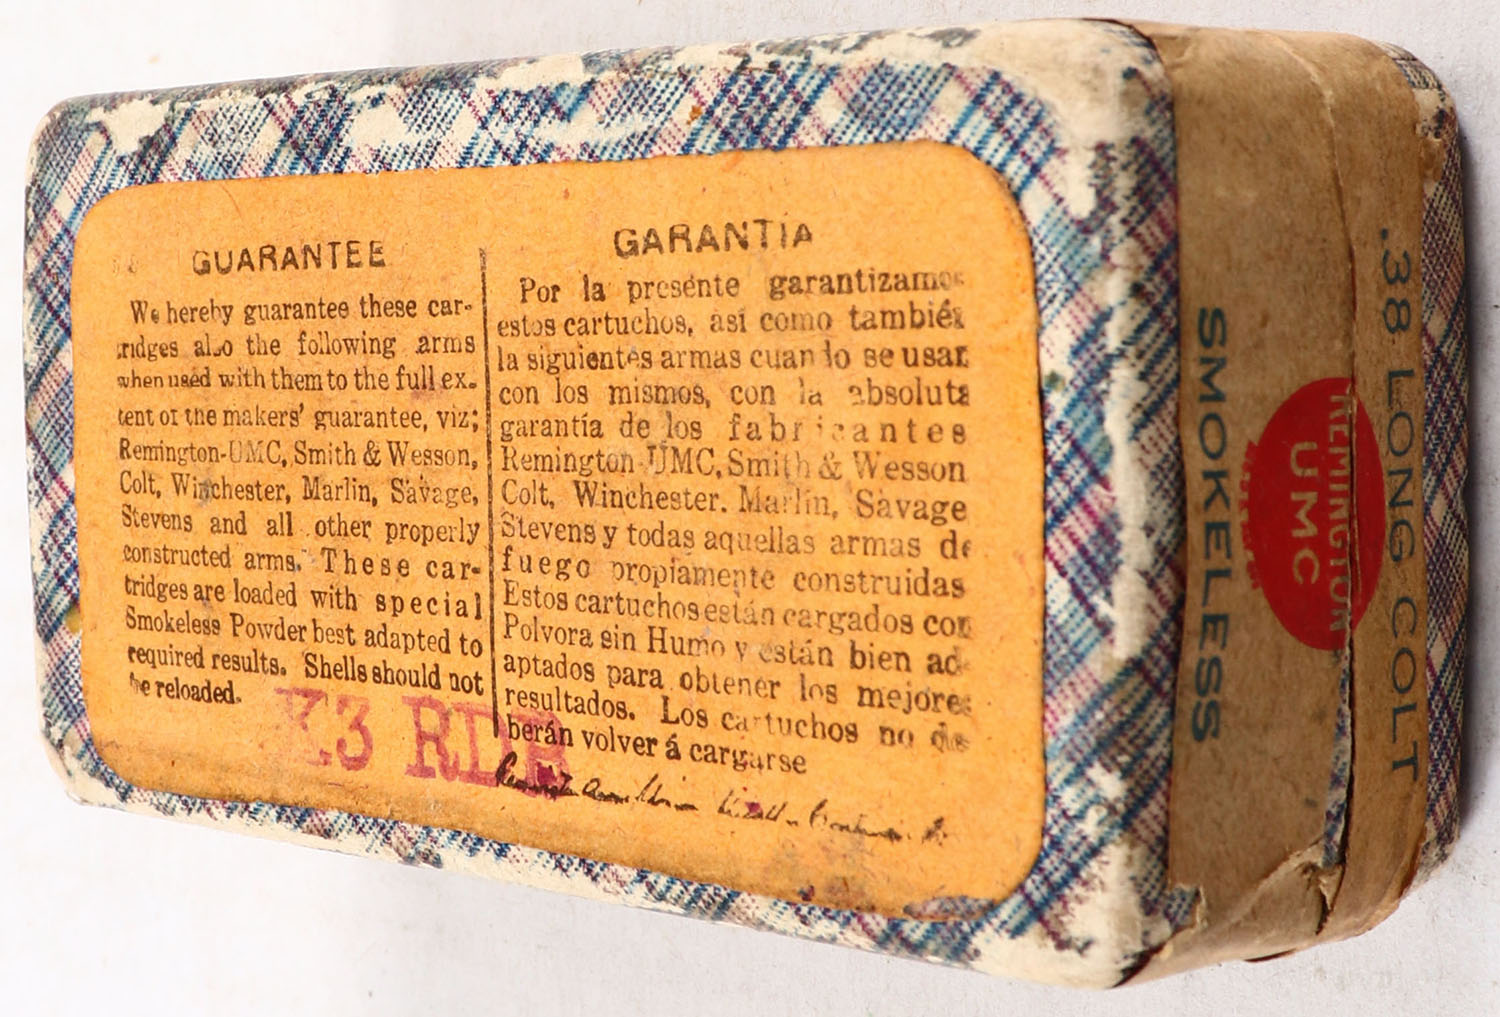 GUARANTEE
We hereby guarantee these car-
tridges also the following arms
when used with them to the full ex-
tent of the makers' guarantee, viz;
Remington-UMC, Smith & Wesson,
Colt, Winchester, Marlin, Savage,
Stevens and all other properly
constructed arms. These car-
tridges are loaded with special
Smokeless Powder best adapted to
required results. Shells should not
be reloaded.
GARANTÍA
Por la presénte garantizamos
estos cartuchos, así como también
la siguientes armas cuando se usan
con los mismos, con la absoluta
garantía de los fabricantes
Remington-UMC, Smith & Wesson
Colt, Winchester. Marlin, Savage
Stevens y todas aquellas armas de
fuego propiamente construidas
Estos cartuchos están cargados con
Polvora sin Humo y están bien ad-
aptados para obtener los mejores
resultados. Los cartuchos no de
berán volver á cargarse
K3 RDB
SMOKELESS
REMINGTON
UMC
.38 LONG COLT